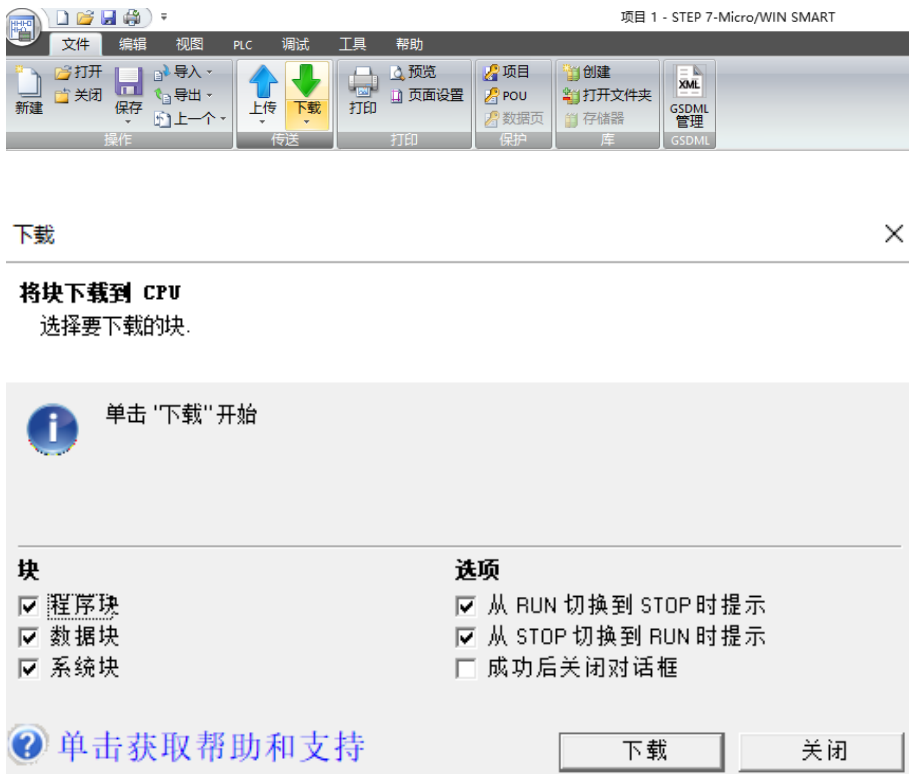 项目 1 - STEP 7-Micro/WIN SMART
文件 编辑 视图 PLC 调试 工具 帮助
新建 打开 关闭 保存 导入 导出 上一个
操作
上传 下载
传送
打印 预览 页面设置
打印
项目 POU 数据页
保护
创建 打开文件夹 存储器
库
XML
GSDML
管理
GSDML
下载
将块下载到 CPU
选择要下载的块.
单击 "下载" 开始
块
程序块
数据块
系统块
选项
从 RUN 切换到 STOP 时提示
从 STOP 切换到 RUN 时提示
成功后关闭对话框
单击获取帮助和支持
下载 关闭